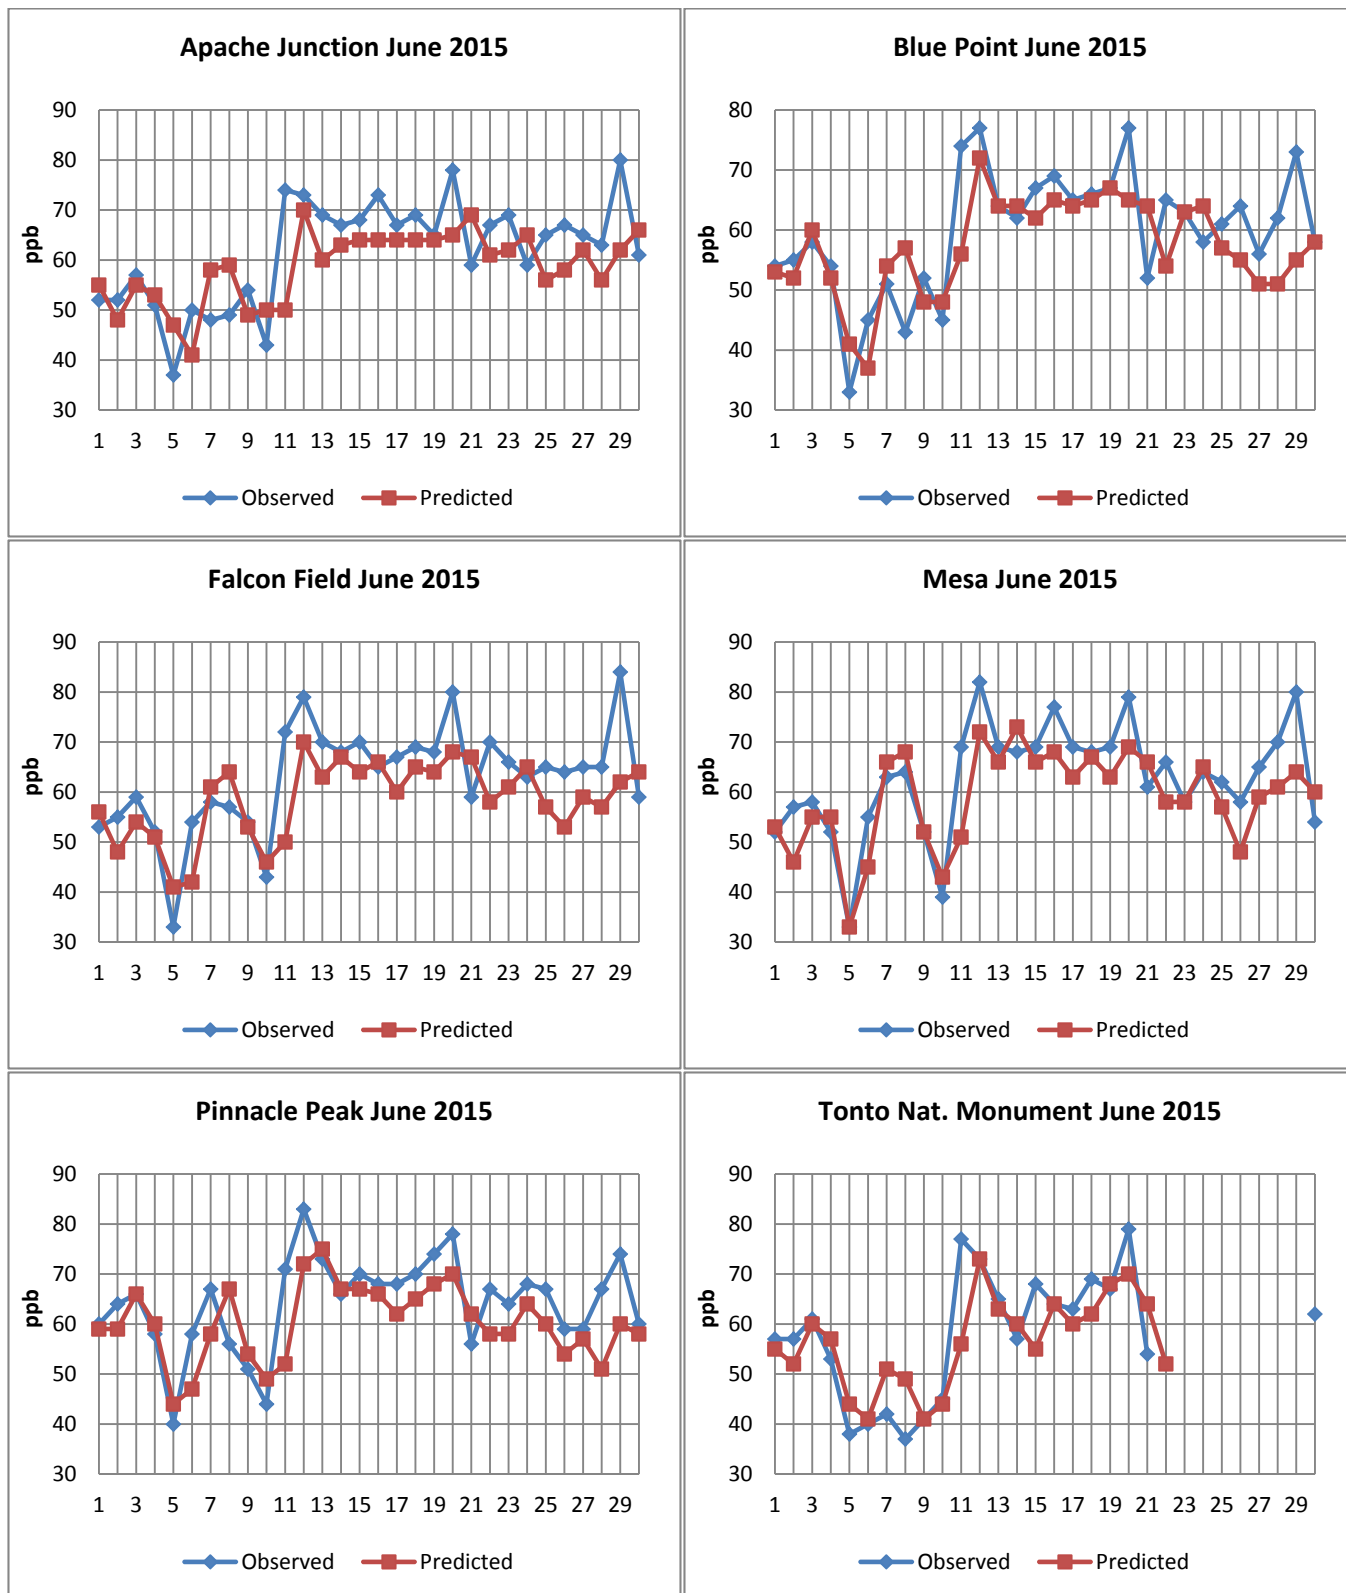 Apache Junction June 2015
90
80
70
60
50
40
30
ppb
1 3 5 7 9 11 13 15 17 19 21 23 25 27 29
Observed Predicted
Blue Point June 2015
80
70
60
50
40
30
ppb
1 3 5 7 9 11 13 15 17 19 21 23 25 27 29
Observed Predicted
Falcon Field June 2015
90
80
70
60
50
40
30
ppb
1 3 5 7 9 11 13 15 17 19 21 23 25 27 29
Observed Predicted
Mesa June 2015
90
80
70
60
50
40
30
ppb
1 3 5 7 9 11 13 15 17 19 21 23 25 27 29
Observed Predicted
Pinnacle Peak June 2015
90
80
70
60
50
40
30
ppb
1 3 5 7 9 11 13 15 17 19 21 23 25 27 29
Observed Predicted
Tonto Nat. Monument June 2015
90
80
70
60
50
40
30
ppb
1 3 5 7 9 11 13 15 17 19 21 23 25 27 29
Observed Predicted